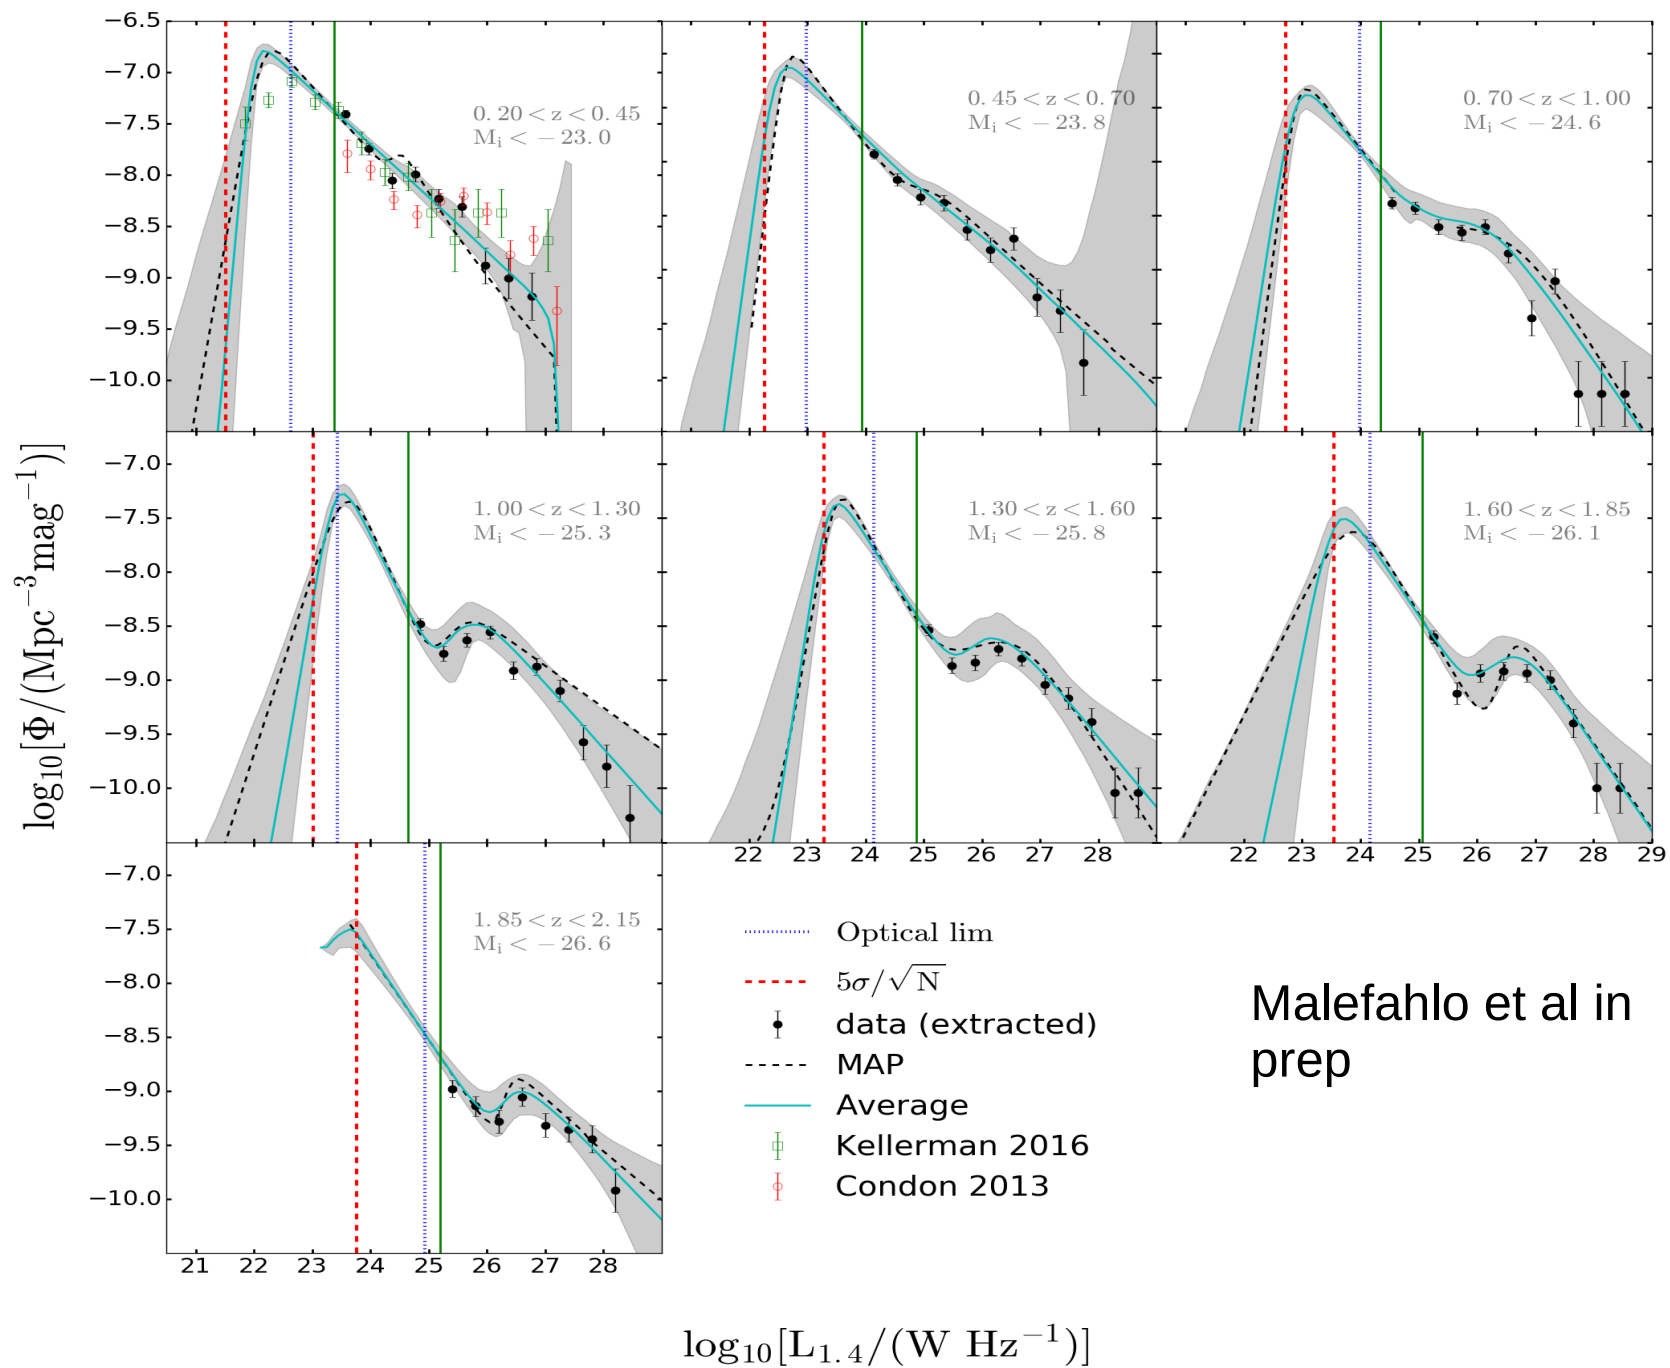 −6.5
−7.0
−7.5
−8.0
−8.5
−9.0
−9.5
−10.0
0.20<z<0.45
M_i<−23.0
0.45<z<0.70
M_i<−23.8
0.70<z<1.00
M_i<−24.6
−7.0
−7.5
−8.0
−8.5
−9.0
−9.5
−10.0
1.00<z<1.30
M_i<−25.3
1.30<z<1.60
M_i<−25.8
1.60<z<1.85
M_i<−26.1
22 23 24 25 26 27 28
22 23 24 25 26 27 28 29
−7.0
−7.5
−8.0
−8.5
−9.0
−9.5
−10.0
1.85<z<2.15
M_i<−26.6
21 22 23 24 25 26 27 28
Optical lim
5σ/√N
data (extracted)
MAP
Average
Kellerman 2016
Condon 2013
Malefahlo et al in
prep
log₁₀[Φ/(Mpc⁻³mag⁻¹)]
log₁₀[L₁.₄/(W Hz⁻¹)]